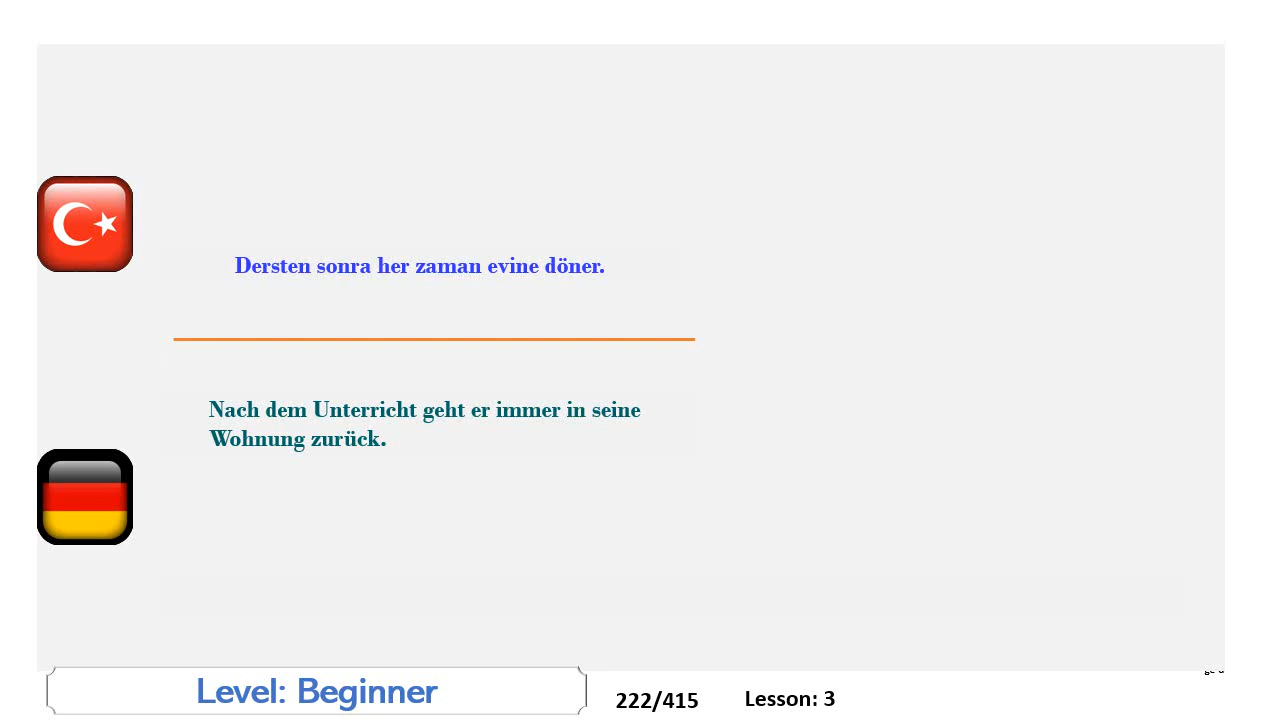 Dersten sonra her zaman evine döner.
Nach dem Unterricht geht er immer in seine
Wohnung zurück.
Level: Beginner
222/415
Lesson: 3